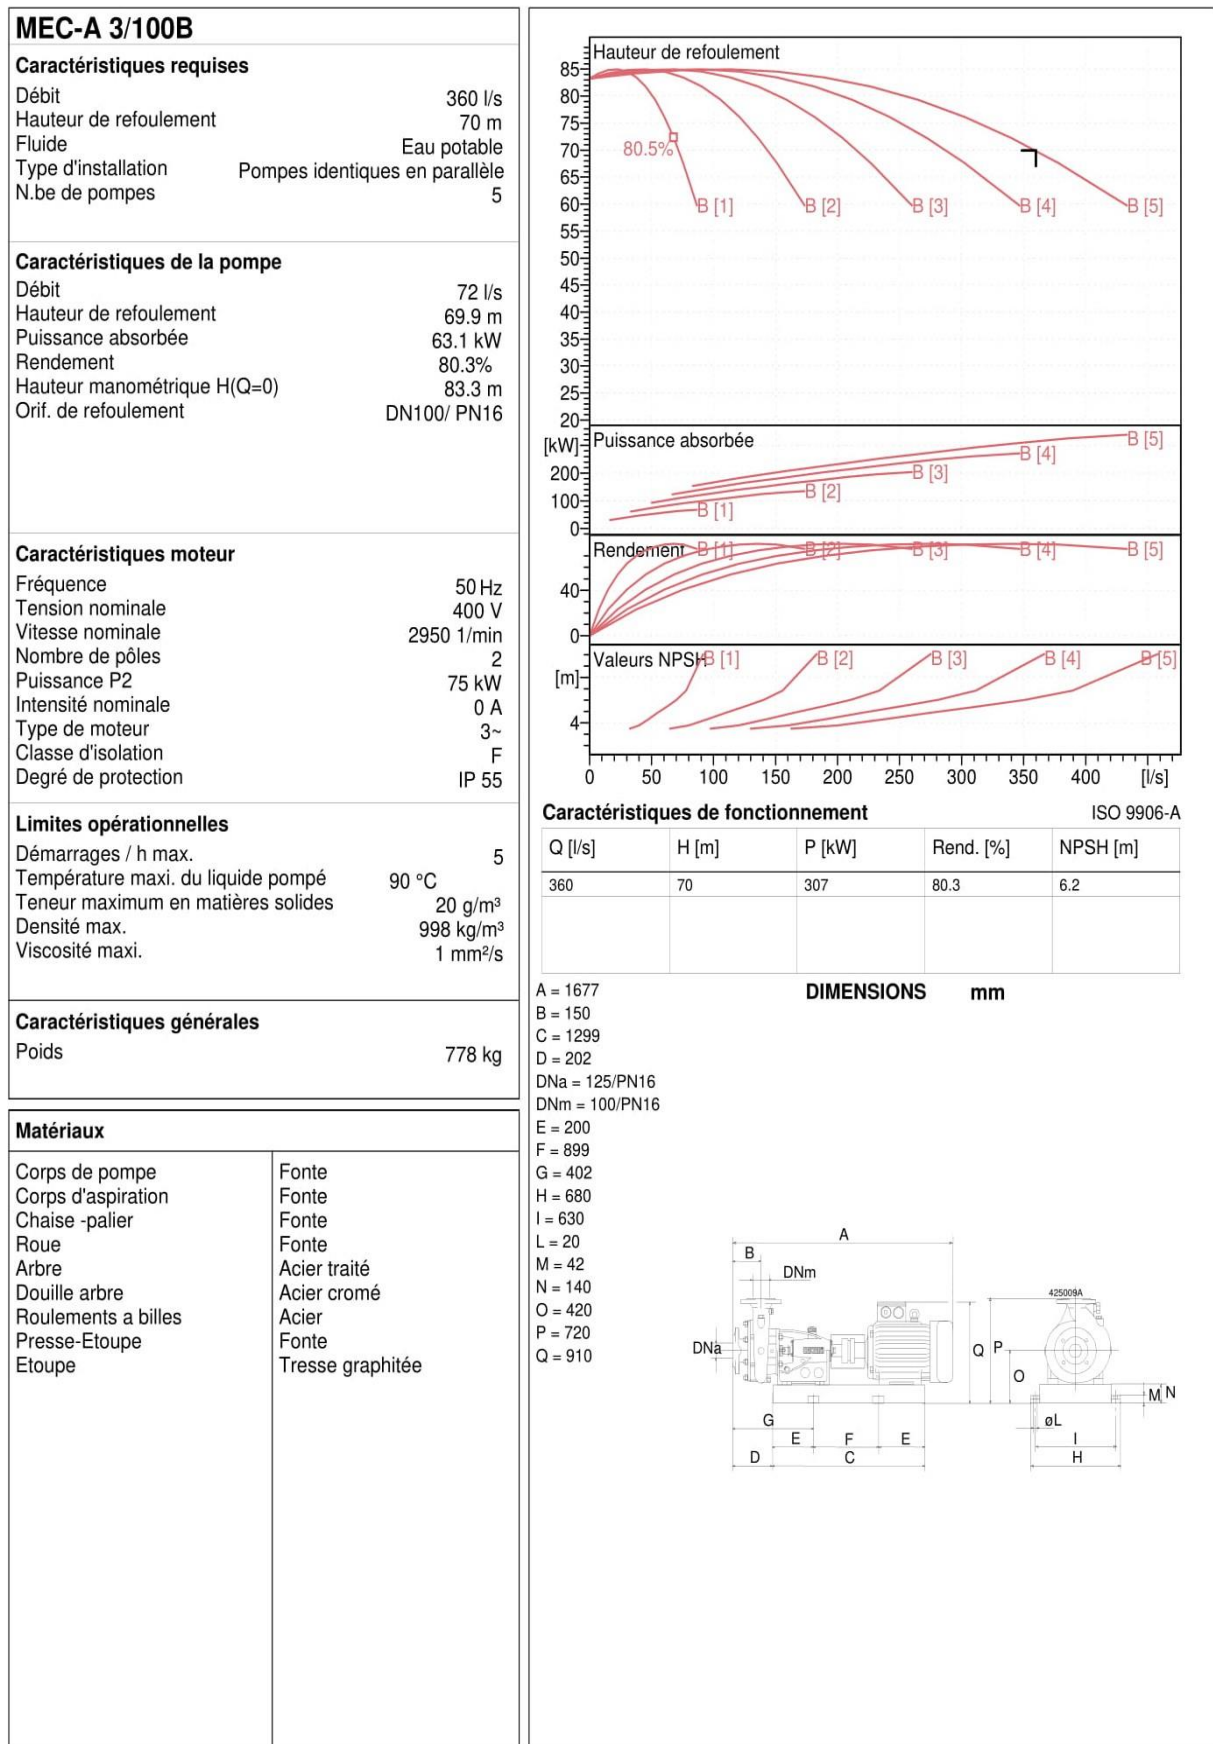 MEC-A 3/100B
Caractéristiques requises
Débit 360 l/s
Hauteur de refoulement 70 m
Fluide Eau potable
Type d'installation Pompes identiques en parallèle
N.be de pompes 5
Caractéristiques de la pompe
Débit 72 l/s
Hauteur de refoulement 69.9 m
Puissance absorbée 63.1 kW
Rendement 80.3%
Hauteur manométrique H(Q=0) 83.3 m
Orif. de refoulement DN100/ PN16
Caractéristiques moteur
Fréquence 50 Hz
Tension nominale 400 V
Vitesse nominale 2950 1/min
Nombre de pôles 2
Puissance P2 75 kW
Intensité nominale 0 A
Type de moteur 3~
Classe d'isolation F
Degré de protection IP 55
Limites opérationnelles
Démarrages / h max. 5
Température maxi. du liquide pompé 90 °C
Teneur maximum en matières solides 20 g/m³
Densité max. 998 kg/m³
Viscosité maxi. 1 mm²/s
Caractéristiques générales
Poids 778 kg
Matériaux
Corps de pompe Fonte
Corps d'aspiration Fonte
Chaise -palier Fonte
Roue Fonte
Arbre Acier traité
Douille arbre Acier cromé
Roulements a billes Acier
Presse-Etoupe Fonte
Etoupe Tresse graphitée
Hauteur de refoulement
85
80
75
70
65
60
55
50
45
40
35
30
25
20
80.5%
B [1] B [2] B [3] B [4] B [5]
[kW] Puissance absorbée
200
100
0
B [1] B [2] B [3] B [4] B [5]
Rendement B [1] B [2] B [3] B [4] B [5]
40
0
Valeurs NPSH B [1] B [2] B [3] B [4] B [5]
[m]
4
0 50 100 150 200 250 300 350 400 [l/s]
Caractéristiques de fonctionnement ISO 9906-A
Q [l/s] H [m] P [kW] Rend. [%] NPSH [m]
360 70 307 80.3 6.2
DIMENSIONS mm
A = 1677
B = 150
C = 1299
D = 202
DNa = 125/PN16
DNm = 100/PN16
E = 200
F = 899
G = 402
H = 680
I = 630
L = 20
M = 42
N = 140
O = 420
P = 720
Q = 910
A
B
DNm
DNa
G
E F E
D C
Q P
425009A
O
M N
øL
I
H